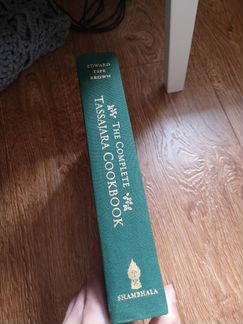 EDWARD
ESPE
BROWN
THE COMPLETE
TASSAJARA COOKBOOK
SHAMBHALA